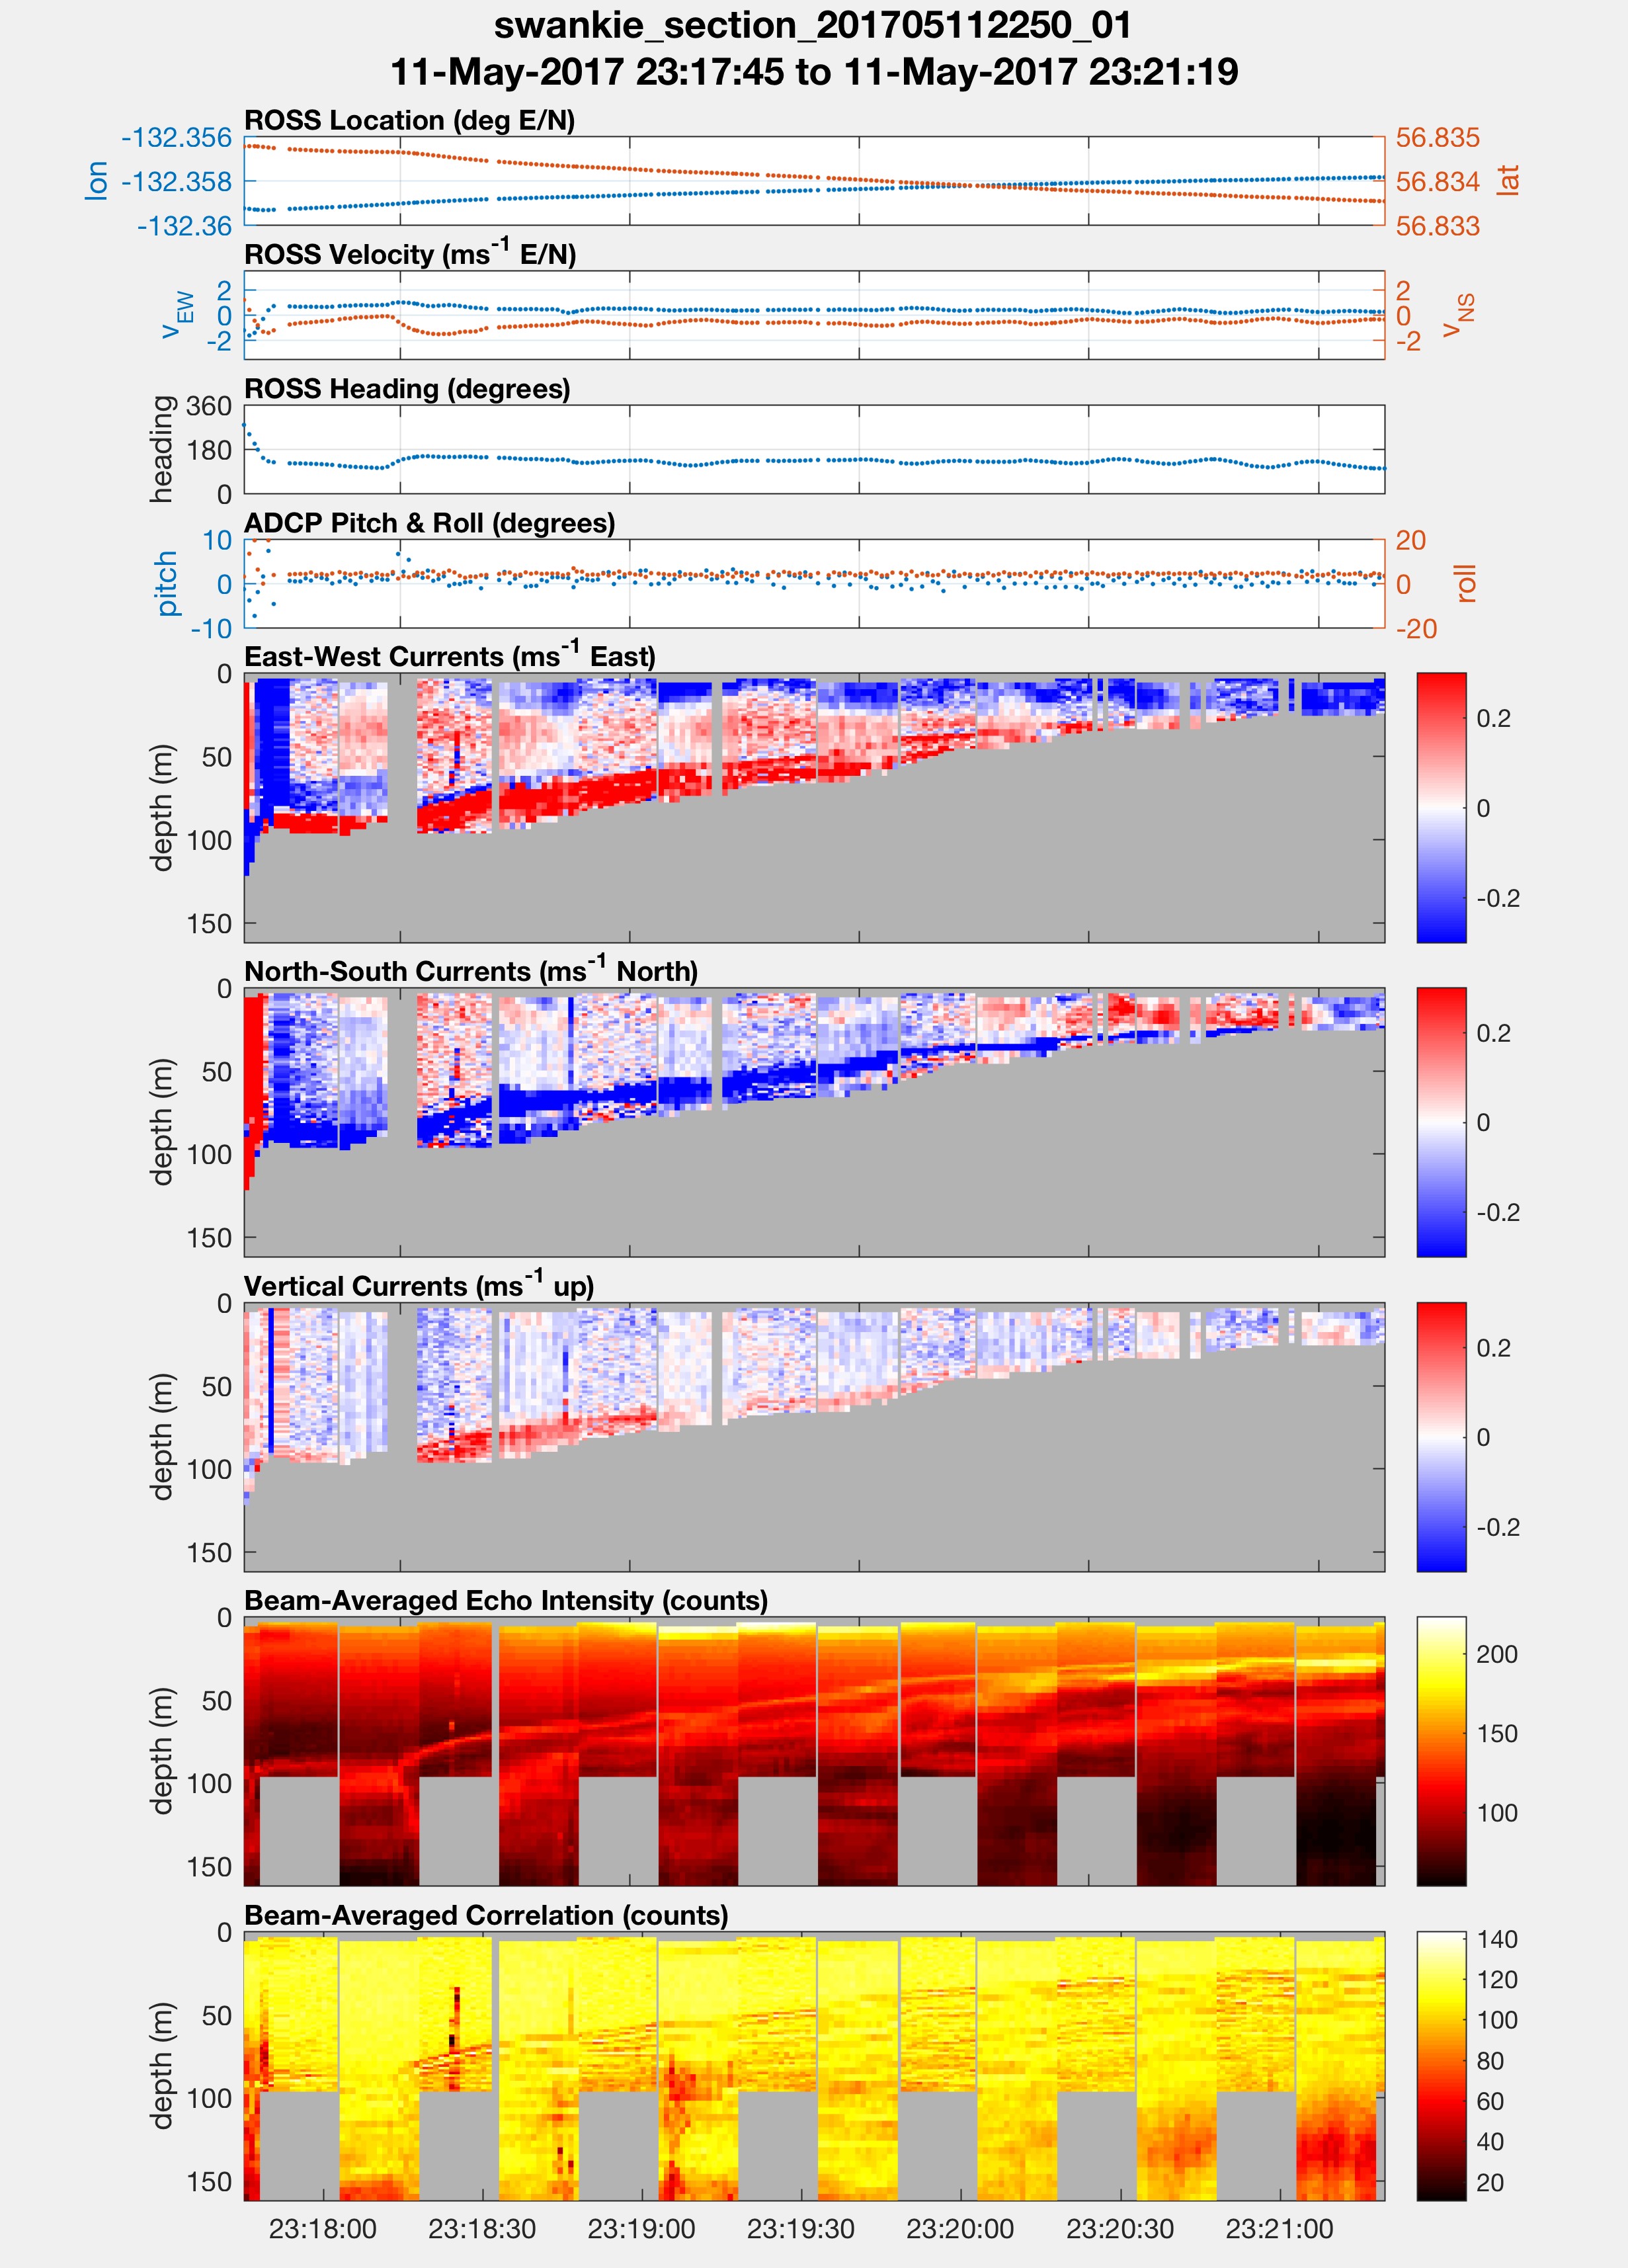 swankie_section_201705112250_01
11-May-2017 23:17:45 to 11-May-2017 23:21:19
ROSS Location (deg E/N)
lon
-132.356
-132.358
-132.36
56.835
56.834
56.833
lat
ROSS Velocity (ms-1 E/N)
vEW
2
0
-2
2
0
-2
vNS
ROSS Heading (degrees)
heading
360
180
0
ADCP Pitch & Roll (degrees)
pitch
10
0
-10
20
0
-20
roll
East-West Currents (ms-1 East)
depth (m)
0
50
100
150
0.2
0
-0.2
North-South Currents (ms-1 North)
depth (m)
0
50
100
150
0.2
0
-0.2
Vertical Currents (ms-1 up)
depth (m)
0
50
100
150
0.2
0
-0.2
Beam-Averaged Echo Intensity (counts)
depth (m)
0
50
100
150
200
150
100
Beam-Averaged Correlation (counts)
depth (m)
0
50
100
150
140
120
100
80
60
40
20
23:18:00 23:18:30 23:19:00 23:19:30 23:20:00 23:20:30 23:21:00